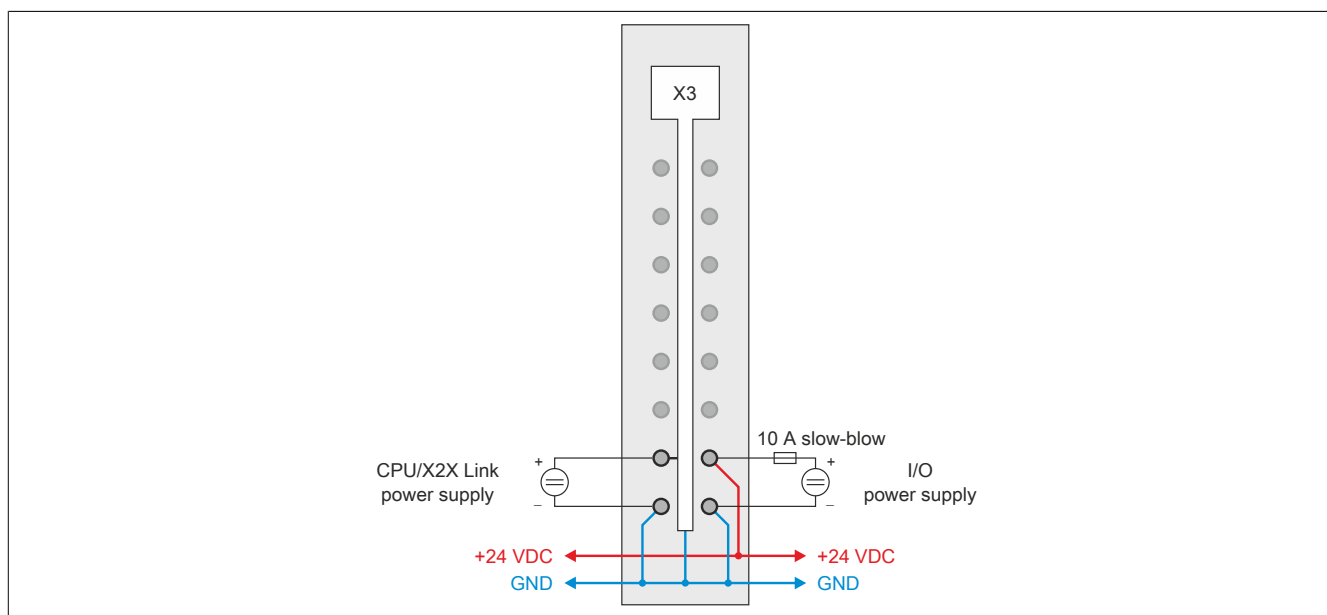 X3
10 A slow-blow
+
CPU/X2X Link
power supply
–
+
I/O
power supply
–
+24 VDC
+24 VDC
GND
GND